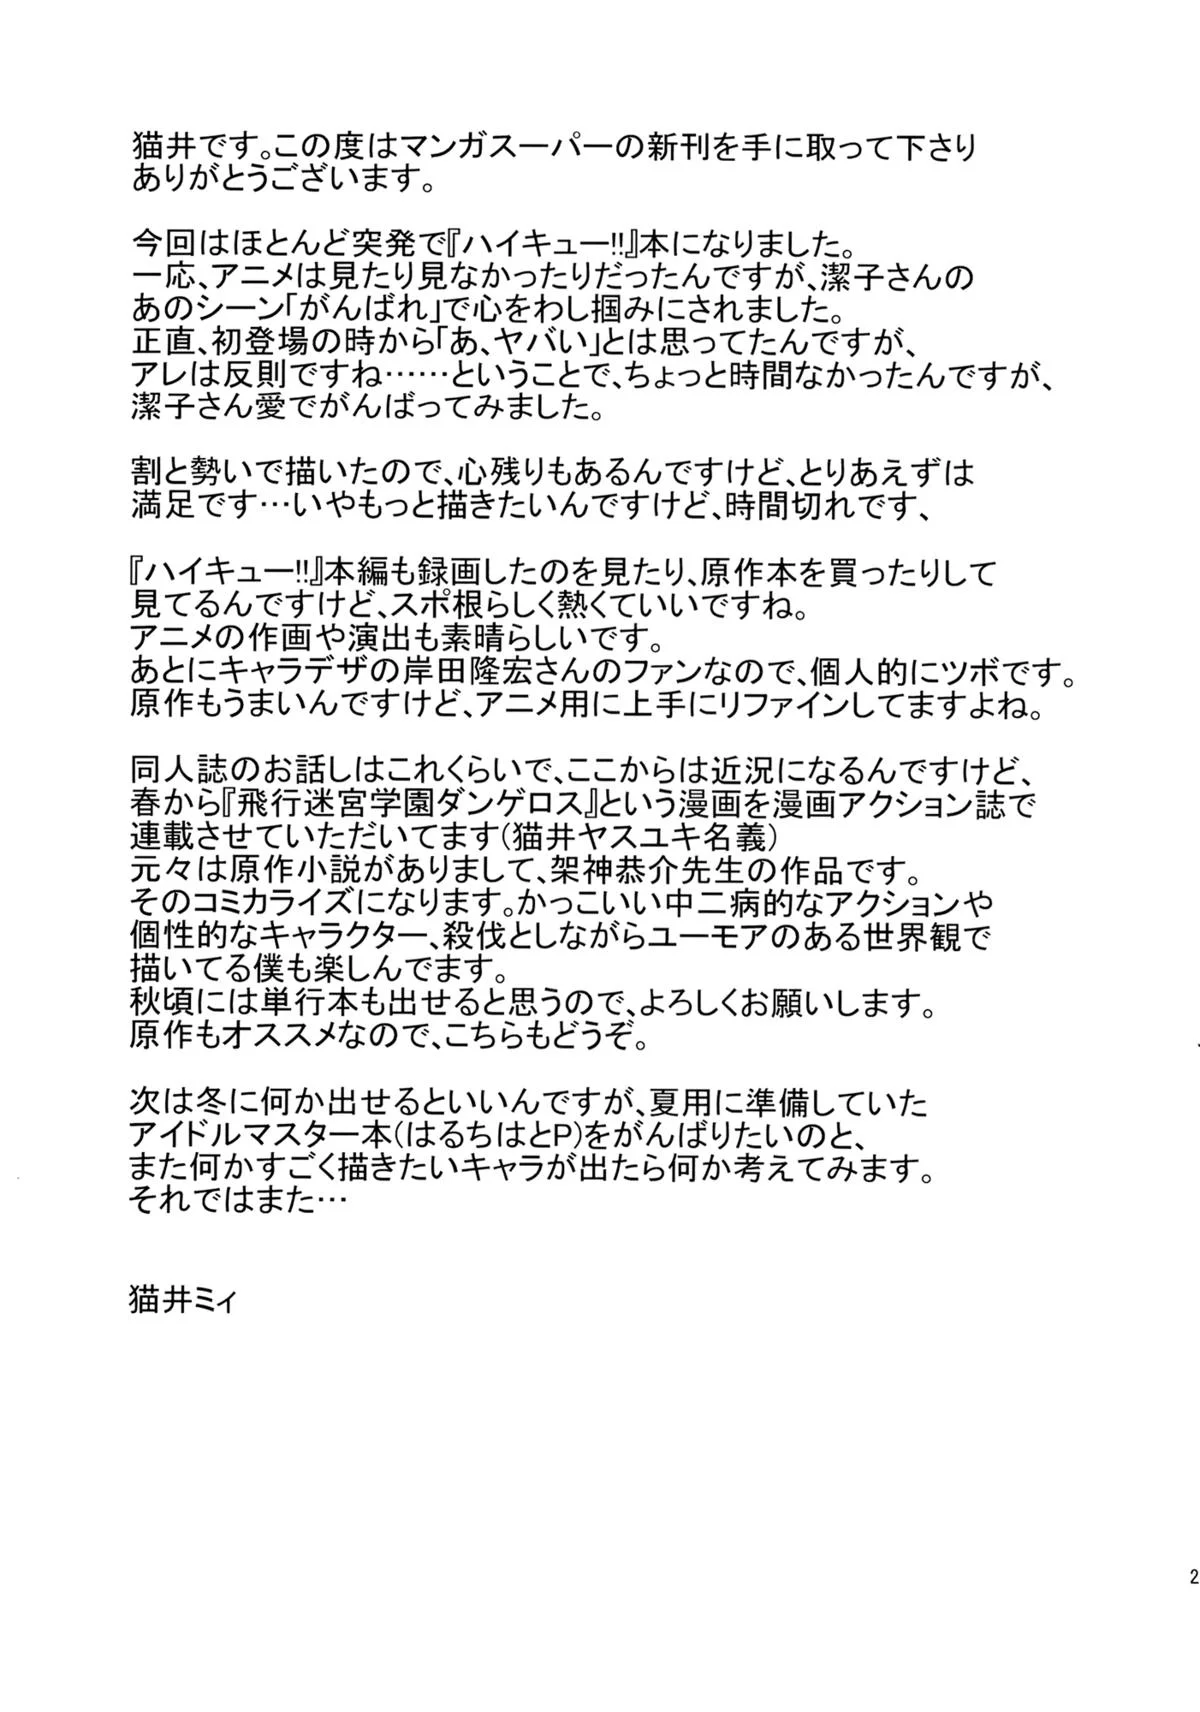 猫井です。この度はマンガスーパーの新刊を手に取って下さり
ありがとうございます。
今回はほとんど突発で『ハイキュー!!』本になりました。
一応、アニメは見たり見なかったりだったんですが、潔子さんの
あのシーン「がんばれ」で心をわし掴みにされました。
正直、初登場の時から「あ、ヤバい」とは思ってたんですが、
アレは反則ですね……ということで、ちょっと時間なかったんですが、
潔子さん愛でがんばってみました。
割と勢いで描いたので、心残りもあるんですけど、とりあえずは
満足です…いやもっと描きたいんですけど、時間切れです、
『ハイキュー!!』本編も録画したのを見たり、原作本を買ったりして
見てるんですけど、スポ根らしく熱くていいですね。
アニメの作画や演出も素晴らしいです。
あとにキャラデザの岸田隆宏さんのファンなので、個人的にツボです。
原作もうまいんですけど、アニメ用に上手にリファインしてますよね。
同人誌のお話しはこれくらいで、ここからは近況になるんですけど、
春から『飛行迷宮学園ダンゲロス』という漫画を漫画アクション誌で
連載させていただいてます(猫井ヤスユキ名義)
元々は原作小説がありまして、架神恭介先生の作品です。
そのコミカライズになります。かっこいい中二病的なアクションや
個性的なキャラクター、殺伐としながらユーモアのある世界観で
描いてる僕も楽しんでます。
秋頃には単行本も出せると思うので、よろしくお願いします。
原作もオススメなので、こちらもどうぞ。
次は冬に何か出せるといいんですが、夏用に準備していた
アイドルマスター本(はるちはとP)をがんばりたいのと、
また何かすごく描きたいキャラが出たら何か考えてみます。
それではまた…
猫井ミィ
2